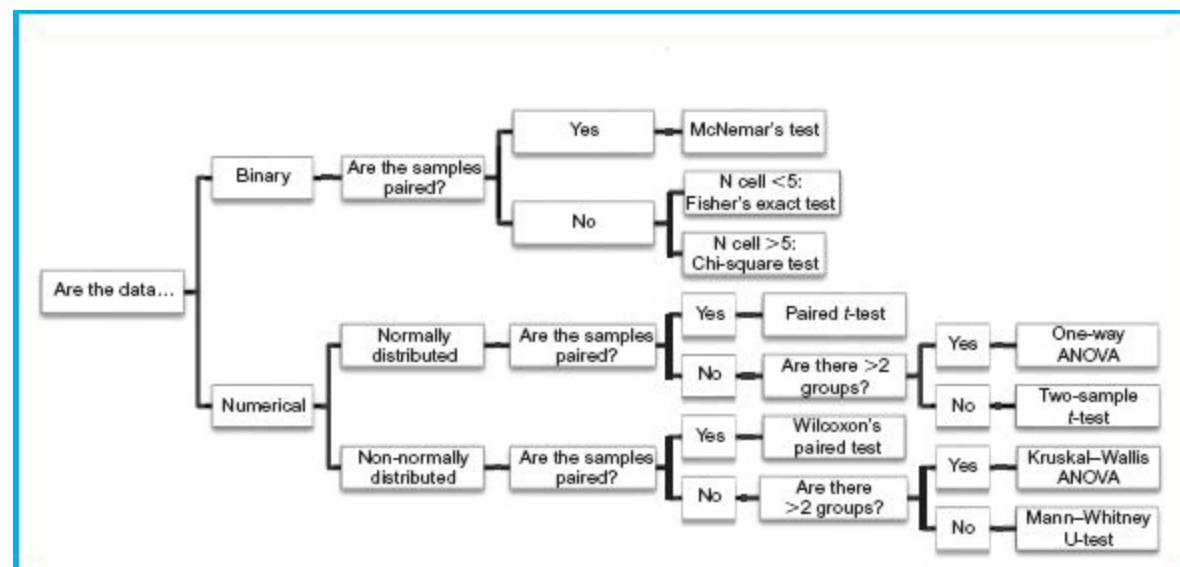 Are the data...
Binary
Are the samples
paired?
Yes
McNemar's test
No
N cell <5:
Fisher's exact test
N cell >5:
Chi-square test
Numerical
Normally
distributed
Are the samples
paired?
Yes
Paired t-test
No
Are there >2
groups?
Yes
One-way
ANOVA
No
Two-sample
t-test
Non-normally
distributed
Are the samples
paired?
Yes
Wilcoxon's
paired test
No
Are there
>2 groups?
Yes
Kruskal–Wallis
ANOVA
No
Mann–Whitney
U-test